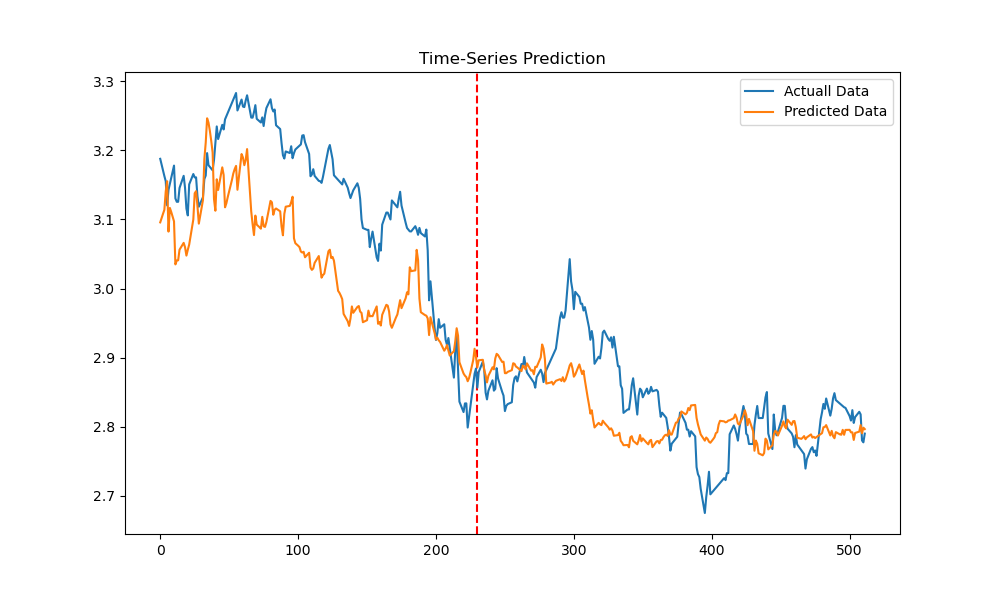 Time-Series Prediction
3.3
3.2
3.1
3.0
2.9
2.8
2.7
Actuall Data
Predicted Data
0 100 200 300 400 500